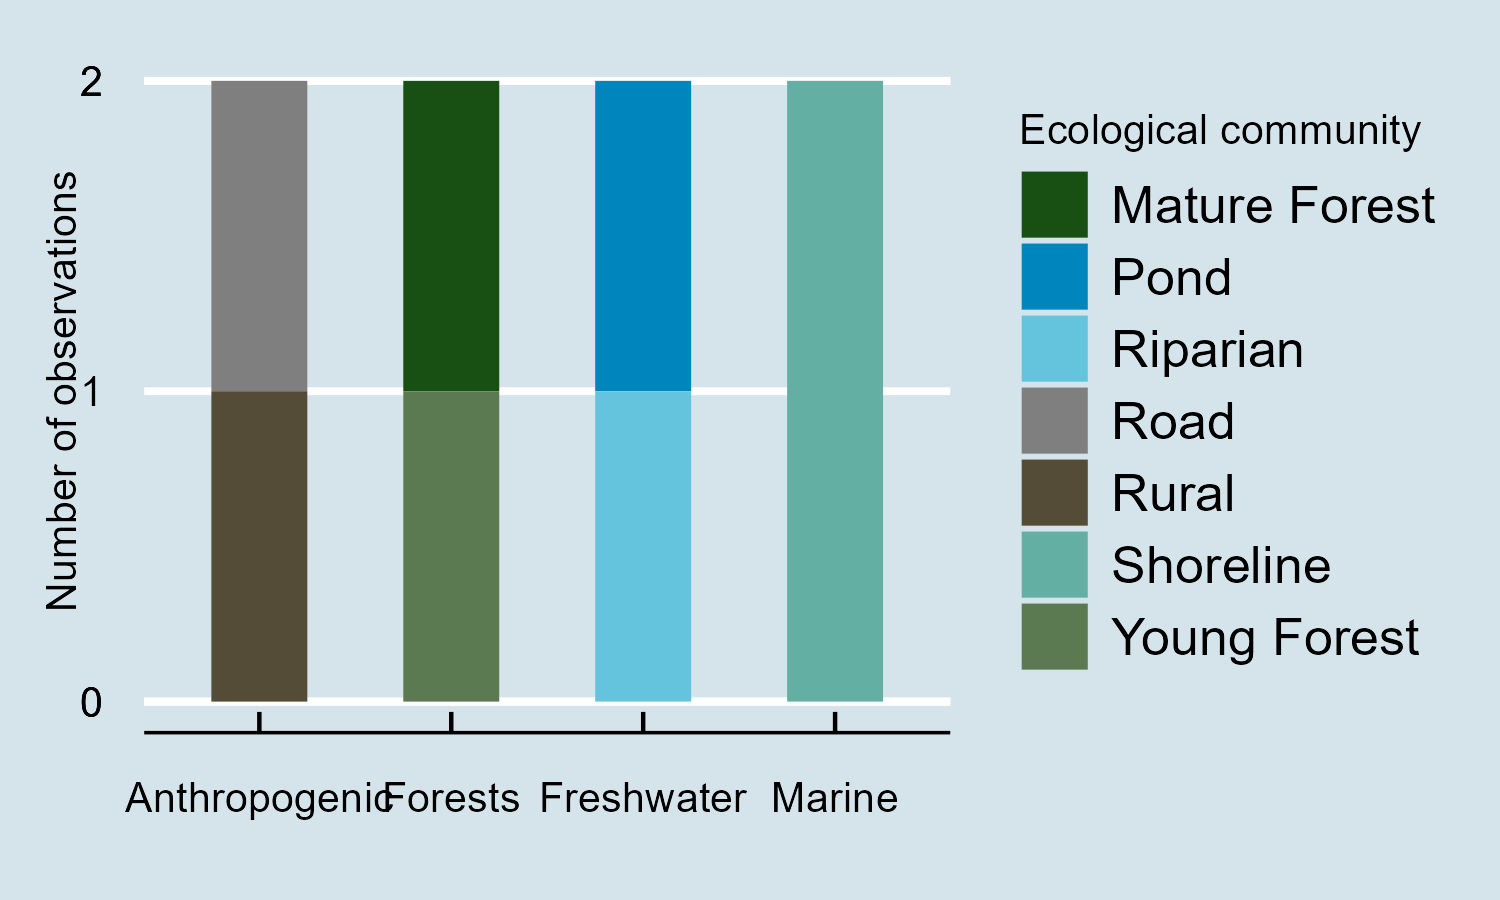 Number of observations
2
1
0
Anthropogenic Forests Freshwater Marine
Ecological community
Mature Forest
Pond
Riparian
Road
Rural
Shoreline
Young Forest